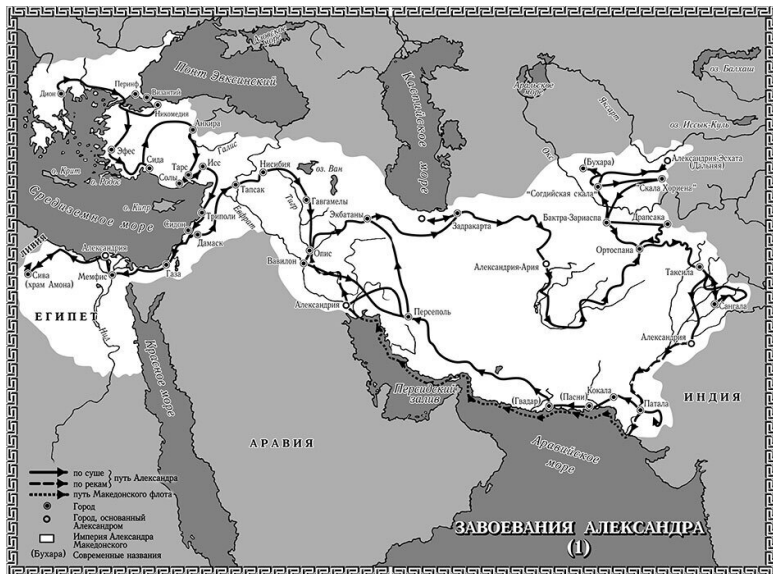 Понт Эвксинский
Каспийское
море
Аральское
море
оз. Балхаш
Яксарт
оз. Иссык-Куль
Окс
Перинф
Византий
Дион
Никомедия
Анкира
Галис
Эфес
Сида
Исс
Тарс
Солы
о. Крит
о. Родос
о. Кипр
Средиземное море
Нисибия
оз. Ван
Тапсак
Тигр
Евфрат
Гавгамелы
Триполи
Сидон
Дамаск
Экбатаны
Задракарта
Опис
Вавилон
Александрия
Сива
(храм Амона)
Мемфис
Газа
ЕГИПЕТ
Нил
Красное море
Александрия
Персеполь
Персидский
залив
(Бухара)
Александрия-Эсхата
(Дальняя)
"Согдийская скала"
"Скала Хориена"
Бактра-Зариаспа
Драпсака
Ортоспана
Александрия-Ария
Таксила
Сангала
Александрия
ИНДИЯ
Кокала
(Пасни)
(Гвадар)
Патала
Аравийское
море
АРАВИЯ
по суше
по рекам
путь Александра
путь Македонского флота
Город
Город, основанный
Александром
Империя Александра
Македонского
(Бухара) Современные названия
ЗАВОЕВАНИЯ АЛЕКСАНДРА
(1)